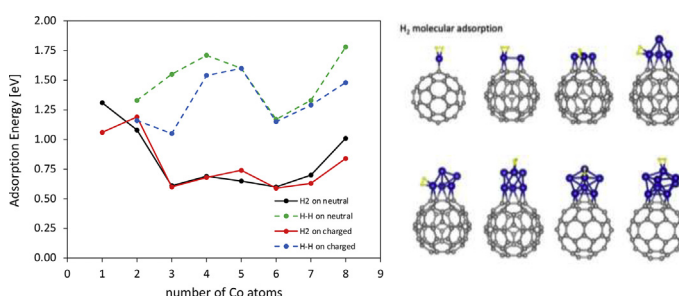 2.00
1.75
1.50
1.25
1.00
0.75
0.50
0.25
0.00
Adsorption Energy [eV]
H2 on neutral
H-H on neutral
H2 on charged
H-H on charged
0 1 2 3 4 5 6 7 8 9
number of Co atoms
H₂ molecular adsorption